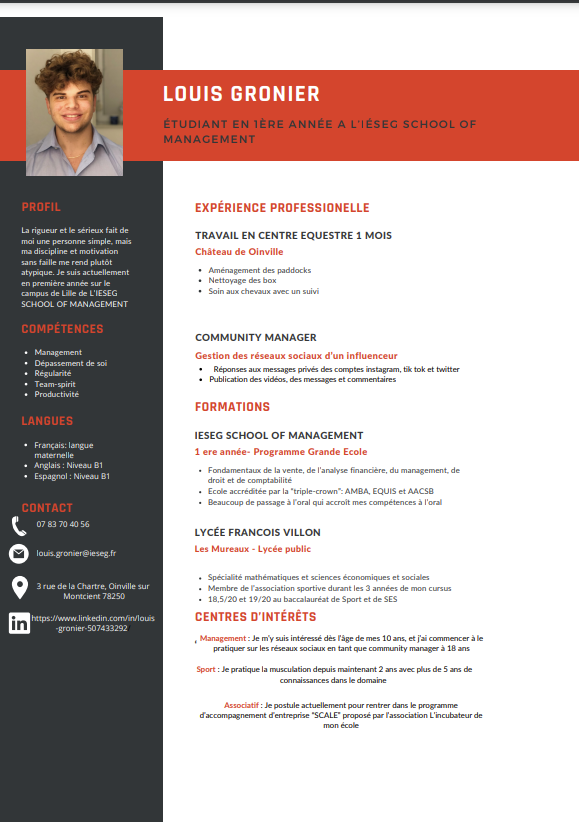 LOUIS GRONIER
ÉTUDIANT EN 1ÈRE ANNÉE A L'IÉSEG SCHOOL OF
MANAGEMENT
PROFIL
La rigueur et le sérieux fait de
moi une personne simple, mais
ma discipline et motivation
sans faille me rend plutôt
atypique. Je suis actuellement
en première année sur le
campus de Lille de L'IESEG
SCHOOL OF MANAGEMENT
COMPÉTENCES
• Management
• Dépassement de soi
• Régularité
• Team-spirit
• Productivité
LANGUES
• Français: langue
maternelle
• Anglais : Niveau B1
• Espagnol : Niveau B1
CONTACT
07 83 70 40 56
louis.gronier@ieseg.fr
3 rue de la Chartre, Oinville sur
Montcient 78250
in
https://www.linkedin.com/in/louis
-gronier-507433292
EXPÉRIENCE PROFESSIONELLE
TRAVAIL EN CENTRE EQUESTRE 1 MOIS
Château de Oinville
• Aménagement des paddocks
• Nettoyage des box
• Soin aux chevaux avec un suivi
COMMUNITY MANAGER
Gestion des réseaux sociaux d'un influenceur
• Réponses aux messages privés des comptes instagram, tik tok et twitter
• Publication des vidéos, des messages et commentaires
FORMATIONS
IESEG SCHOOL OF MANAGEMENT
1 ere année- Programme Grande Ecole
• Fondamentaux de la vente, de l'analyse financière, du management, de
droit et de comptabilité
• Ecole accréditée par la "triple-crown": AMBA, EQUIS et AACSB
• Beaucoup de passage à l'oral qui accroît mes compétences à l'oral
LYCÉE FRANCOIS VILLON
Les Mureaux - Lycée public
• Spécialité mathématiques et sciences économiques et sociales
• Membre de l'association sportive durant les 3 années de mon cursus
• 18,5/20 et 19/20 au baccalauréat de Sport et de SES
CENTRES D'INTÉRÊTS
, Management : Je m'y suis intéressé dès l'âge de mes 10 ans, et j'ai commencer à le
pratiquer sur les réseaux sociaux en tant que community manager à 18 ans
Sport : Je pratique la musculation depuis maintenant 2 ans avec plus de 5 ans de
connaissances dans le domaine
Associatif : Je postule actuellement pour rentrer dans le programme
d'accompagnement d'entreprise "SCALE" proposé par l'association L'incubateur de
mon école